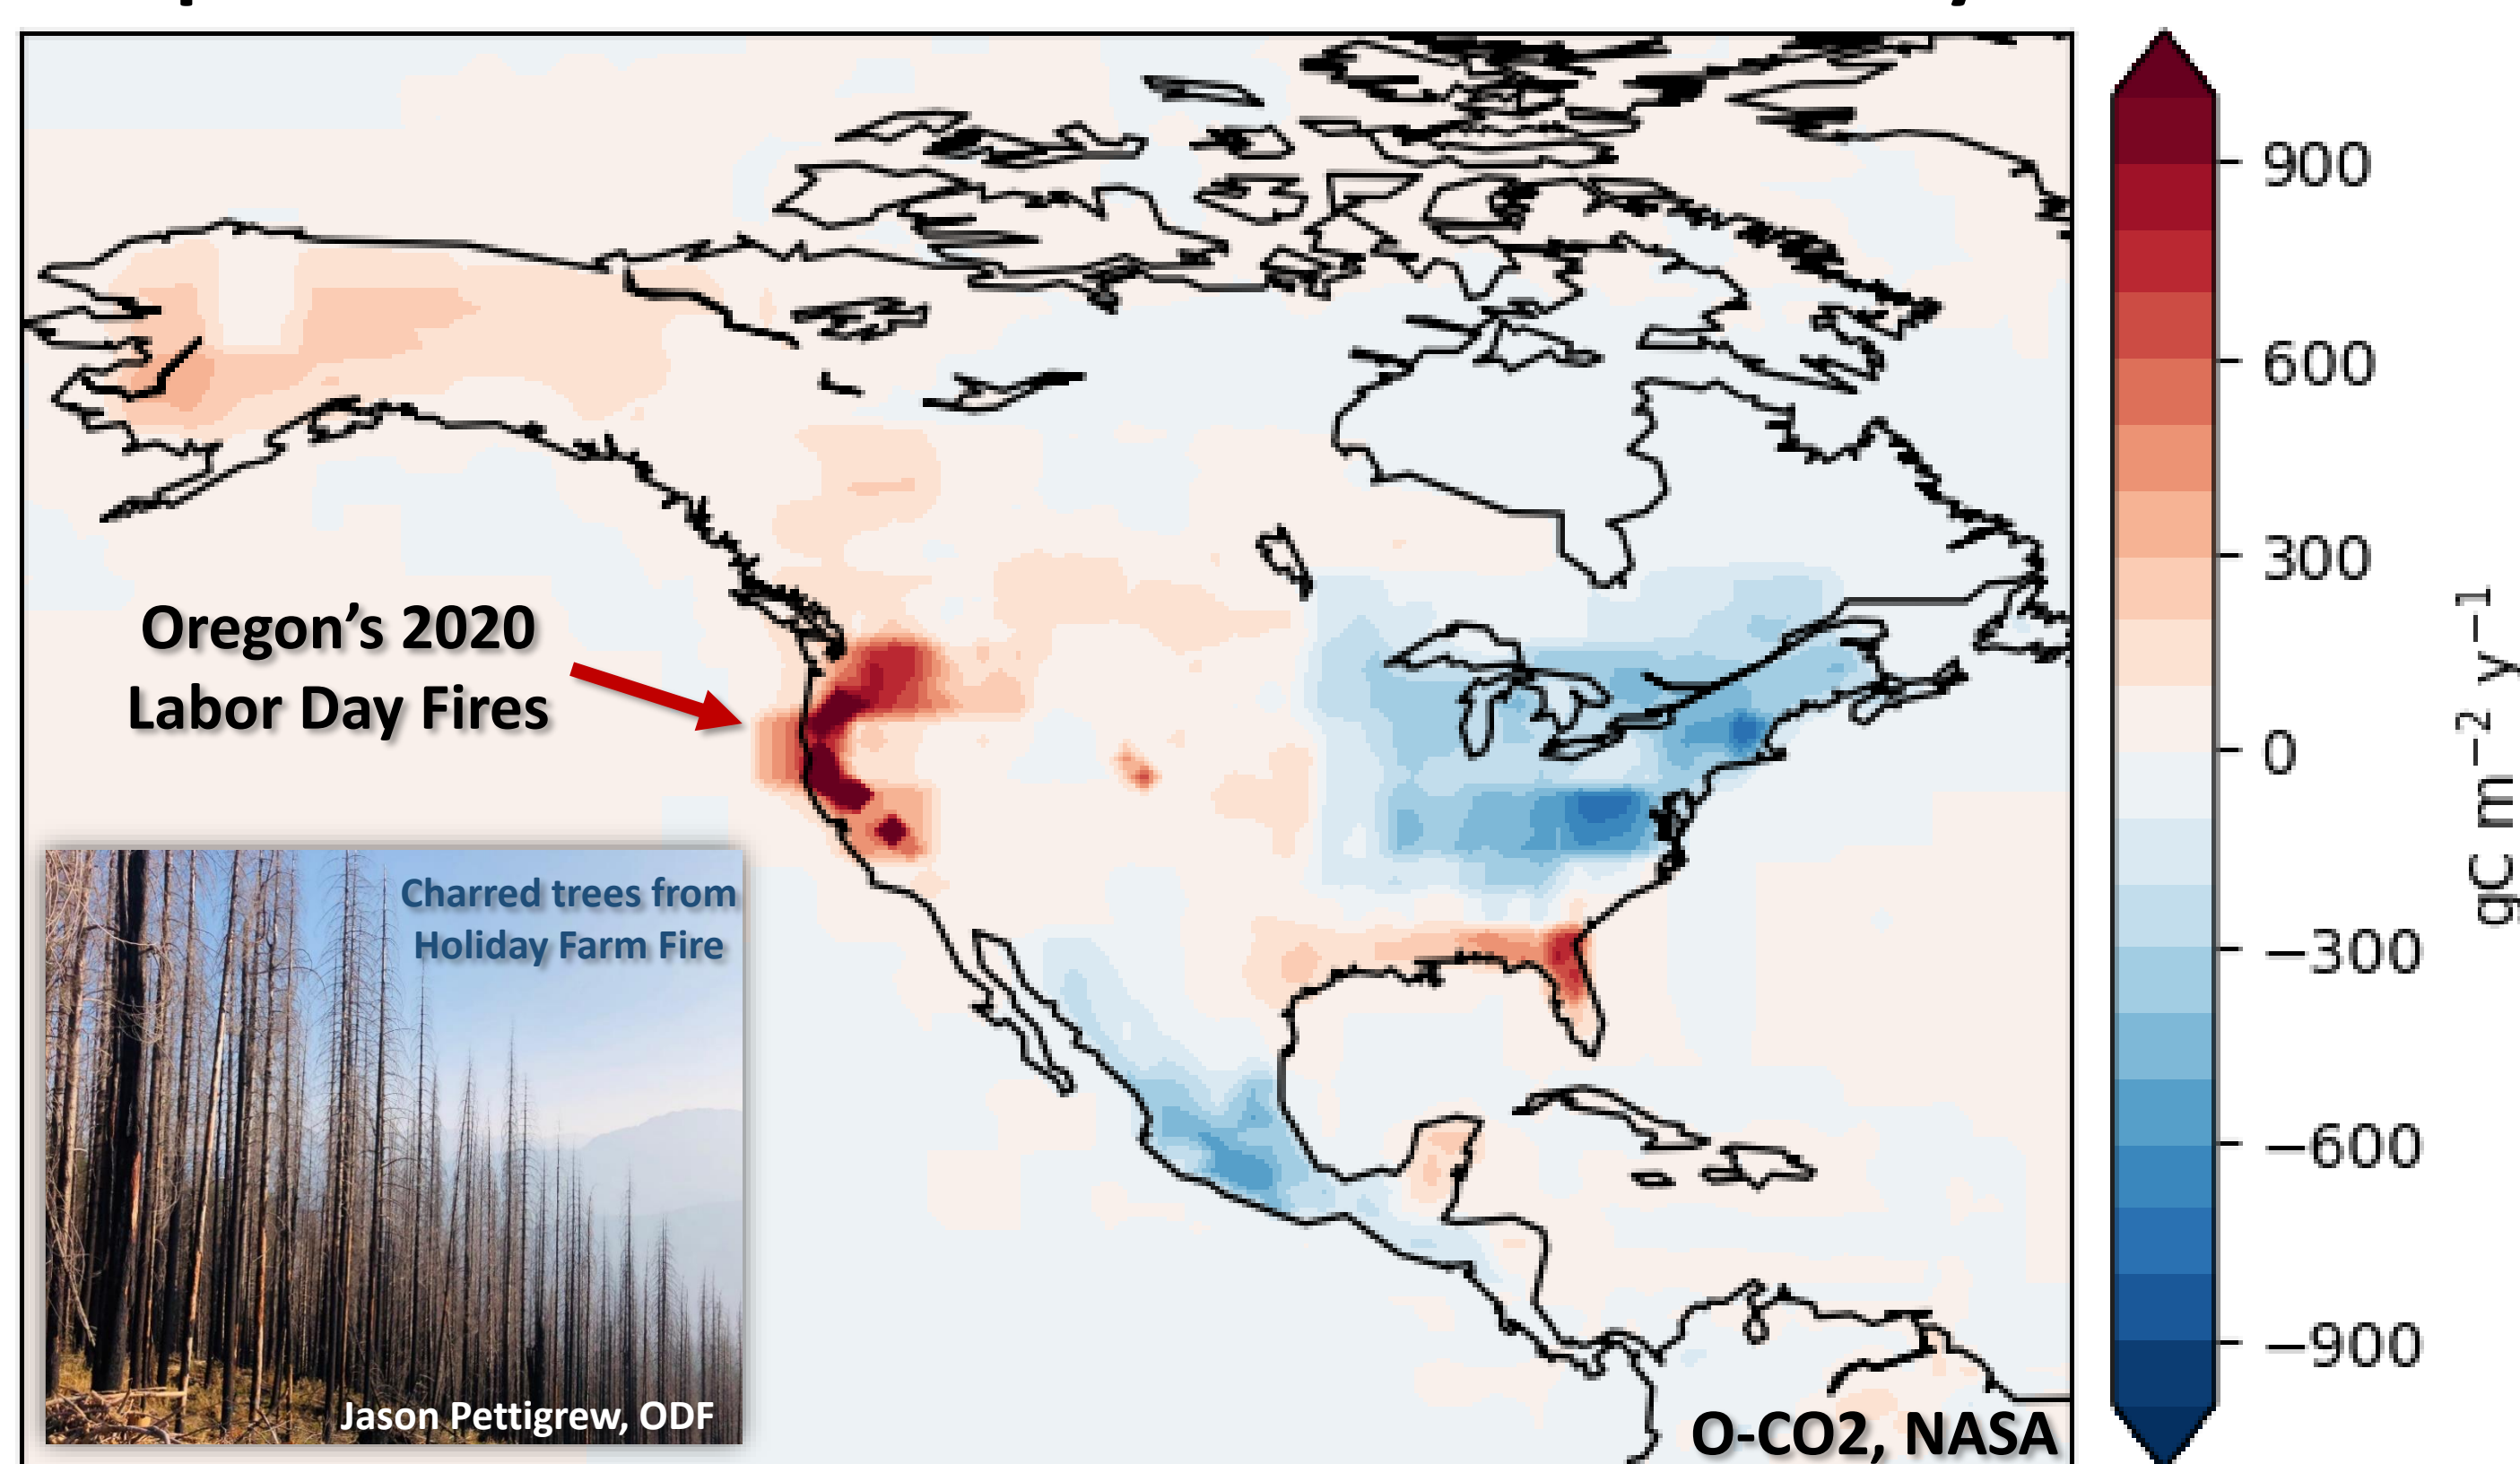 Oregon’s 2020
Labor Day Fires
Charred trees from
Holiday Farm Fire
Jason Pettigrew, ODF
O-CO2, NASA
900
600
300
0
−300
−600
−900
gC m⁻² y⁻¹